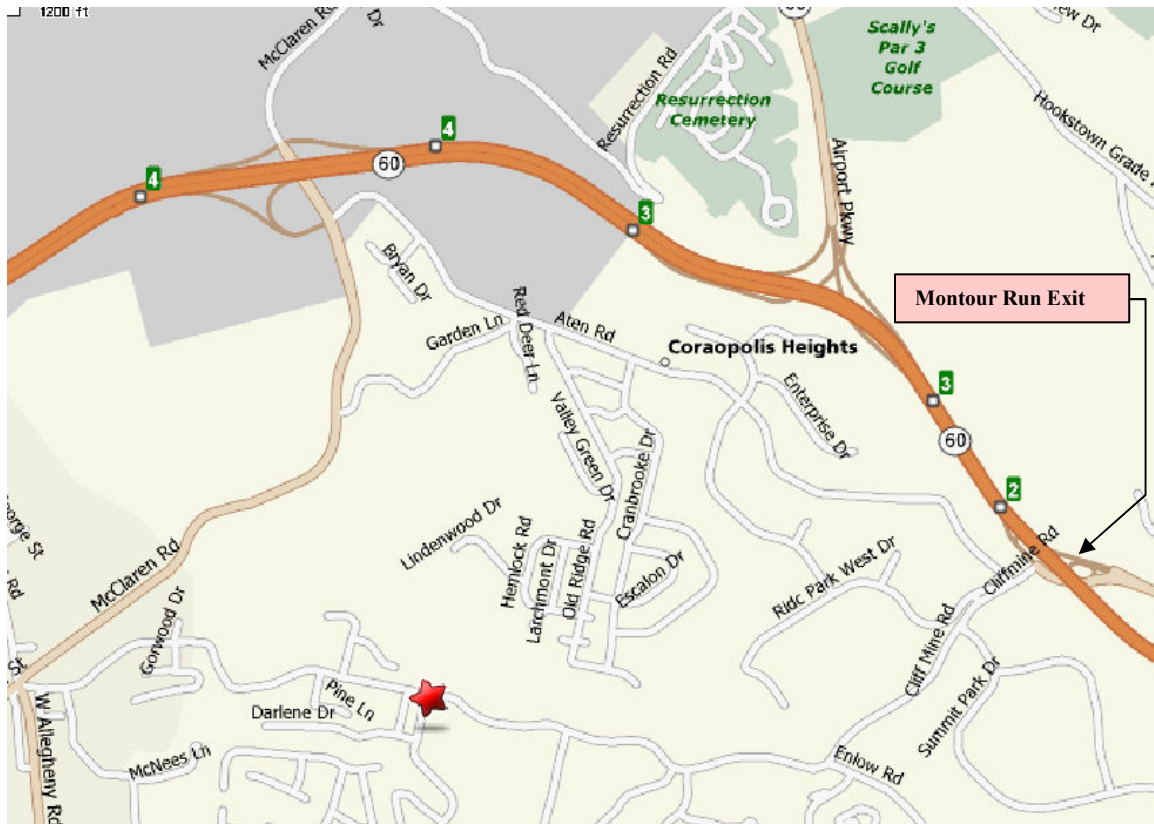 1200 ft
McClaren Rd
Dr
Resurrection Rd
Resurrection
Cemetery
Scally's
Par 3
Golf
Course
Dr
Hookstown Grade
4
4
60
3
Airport Pkwy
Montour Run Exit
Bryan Dr
Red Deer Ln
Garden Ln
Aten Rd
Coraopolis Heights
Enterprise Dr
Valley Green Dr
Cranbrooke Dr
3
60
2
Lindenwood Dr
Hemlock Rd
Larchmont Dr
Old Ridge Rd
Escalon Dr
Ridc Park West Dr
Cliffmine Rd
Cliff Mine Rd
Summit Park Dr
McClaren Rd
St
Rd
Gorwood Dr
St
Pine Ln
Darlene Dr
W Allegheny Rd
McNees Ln
Enlow Rd